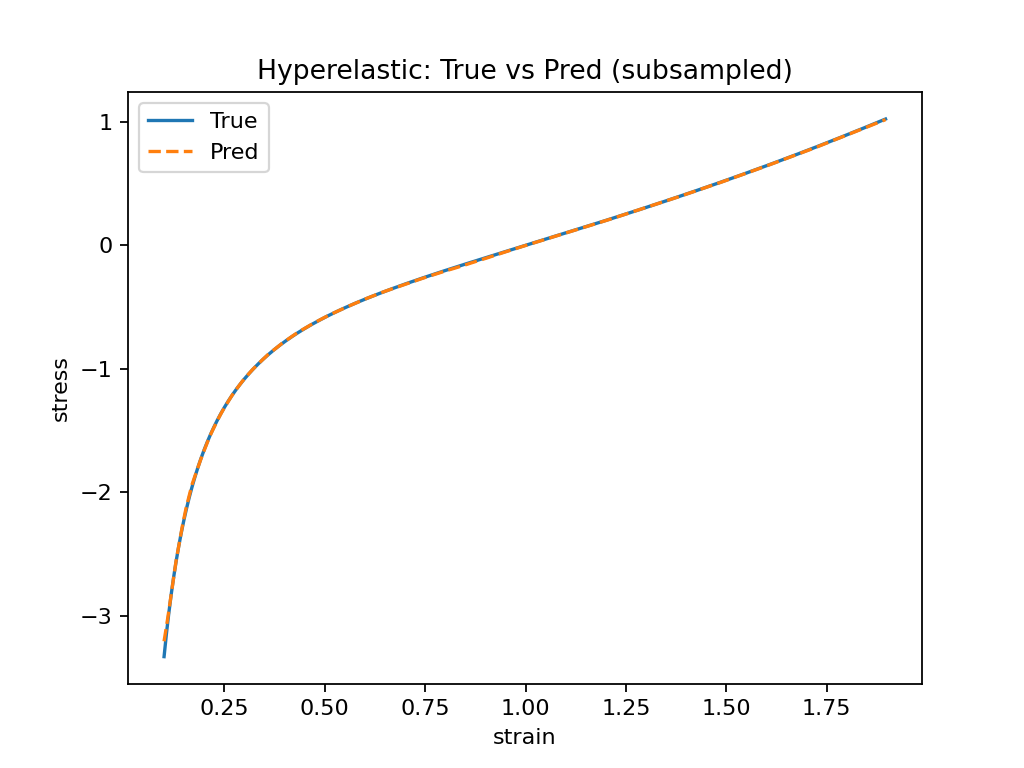 Hyperelastic: True vs Pred (subsampled)
True
Pred
1
0
−1
−2
−3
stress
0.25 0.50 0.75 1.00 1.25 1.50 1.75
strain